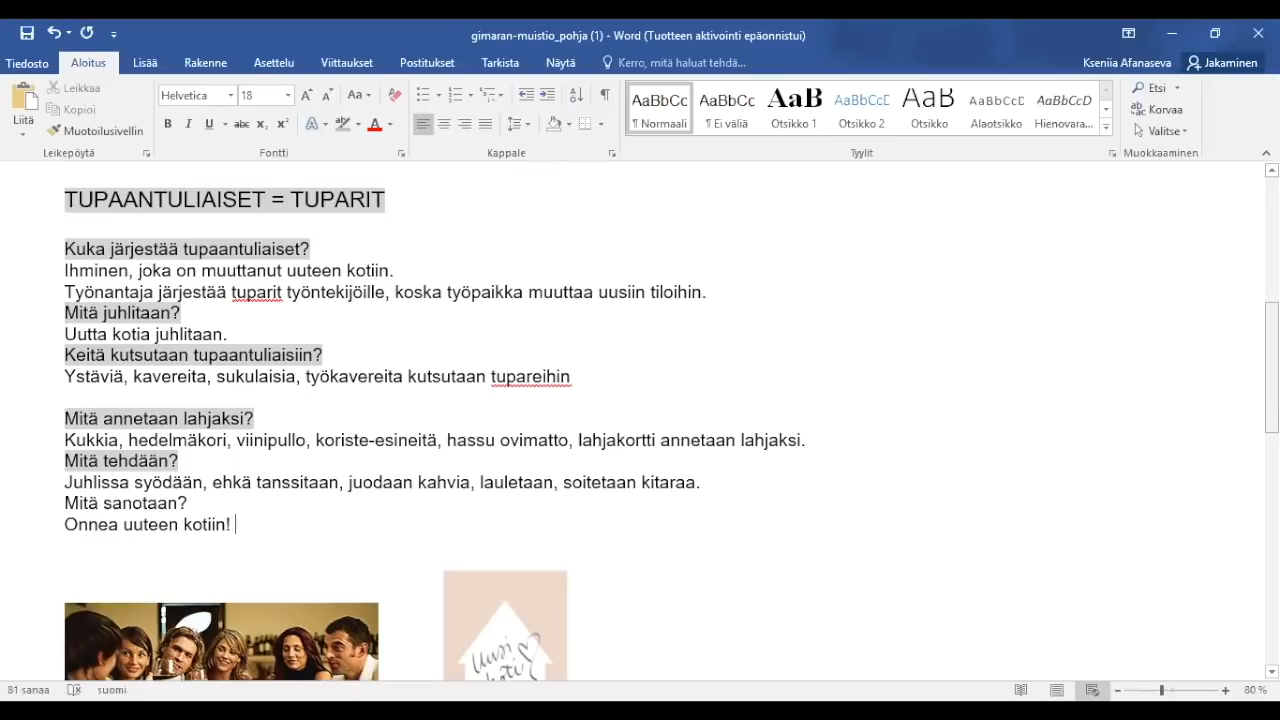 gimaran-muistio_pohja (1) - Word (Tuotteen aktivointi epäonnistui)
Tiedosto Aloitus Lisää Rakenne Asettelu Viittaukset Postitukset Tarkista Näytä Kerro, mitä haluat tehdä... Kseniia Afanaseva Jakaminen
Liitä
Leikkaa
Kopioi
Muotoilusivellin
Helvetica 18
AaBbCc AaBbCc AaB AaBbCcC AaB AaBbCcD AaBbCcD
¶ Normaali ¶ Ei väliä Otsikko 1 Otsikko 2 Otsikko Alaotsikko Hienovara...
Etsi
Korvaa
Valitse
Leikepöytä Fontti Kappale Tyylit Muokkaaminen
TUPAANTULIAISET = TUPARIT
Kuka järjestää tupaantuliaiset?
Ihminen, joka on muuttanut uuteen kotiin.
Työnantaja järjestää tuparit työntekijöille, koska työpaikka muuttaa uusiin tiloihin.
Mitä juhlitaan?
Uutta kotia juhlitaan.
Keitä kutsutaan tupaantuliaisiin?
Ystäviä, kavereita, sukulaisia, työkavereita kutsutaan tupareihin
Mitä annetaan lahjaksi?
Kukkia, hedelmäkori, viinipullo, koriste-esineitä, hassu ovimatto, lahjakortti annetaan lahjaksi.
Mitä tehdään?
Juhlissa syödään, ehkä tanssitaan, juodaan kahvia, lauletaan, soitetaan kitaraa.
Mitä sanotaan?
Onnea uuteen kotiin!
Uusi
koti
81 sanaa suomi 80 %